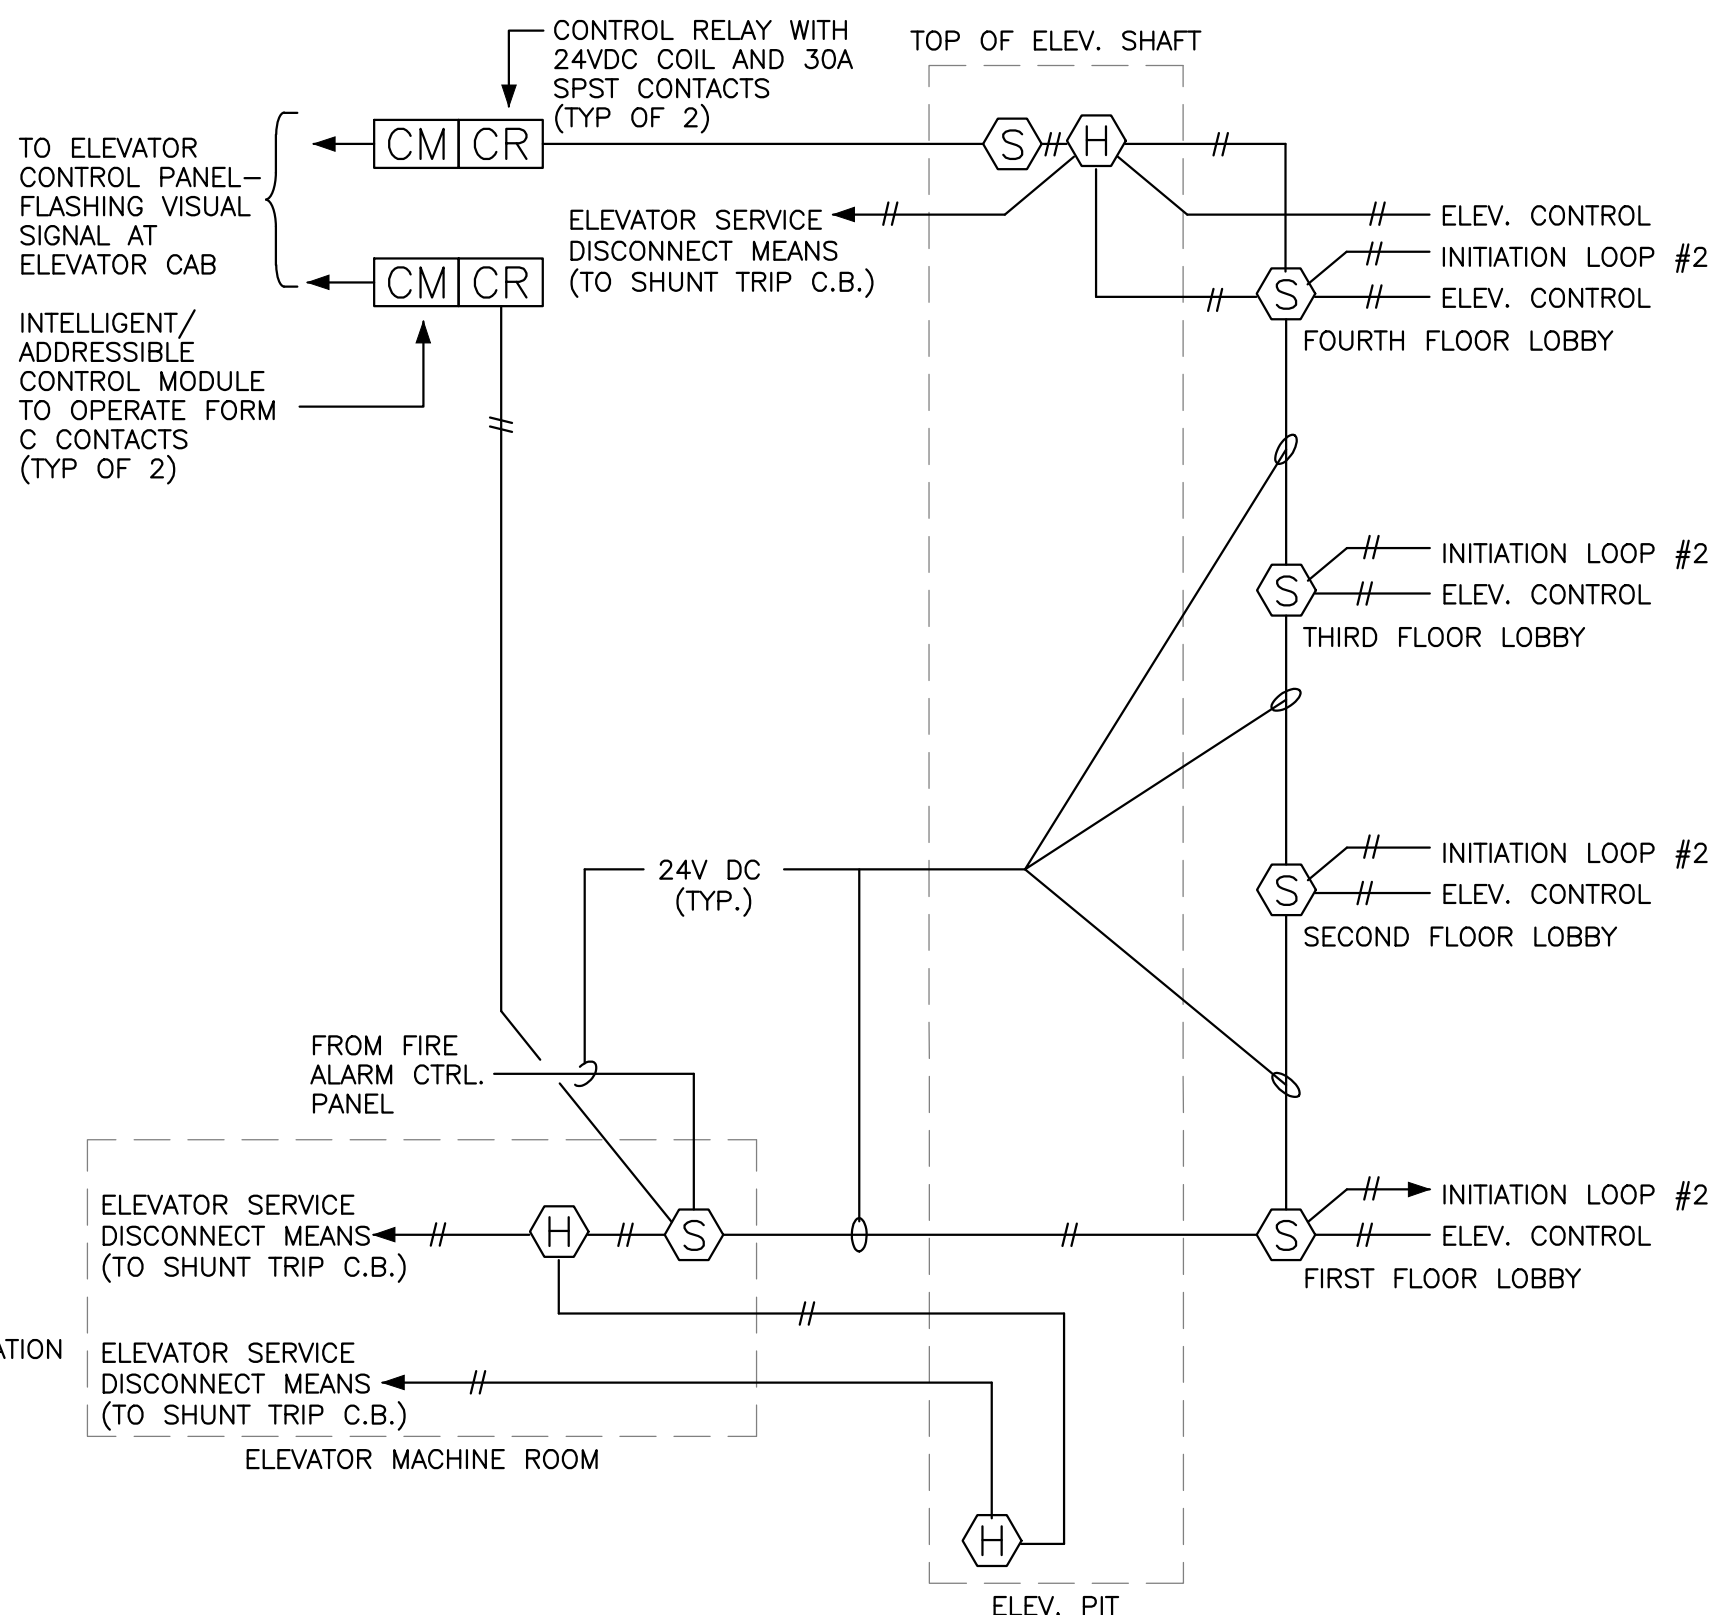 CONTROL RELAY WITH
24VDC COIL AND 30A
SPST CONTACTS
(TYP OF 2)
TOP OF ELEV. SHAFT
TO ELEVATOR
CONTROL PANEL-
FLASHING VISUAL
SIGNAL AT
ELEVATOR CAB
CM CR
S
H
ELEVATOR SERVICE
DISCONNECT MEANS
(TO SHUNT TRIP C.B.)
ELEV. CONTROL
INITIATION LOOP #2
S
ELEV. CONTROL
FOURTH FLOOR LOBBY
CM CR
INTELLIGENT/
ADDRESSIBLE
CONTROL MODULE
TO OPERATE FORM
C CONTACTS
(TYP OF 2)
INITIATION LOOP #2
S
ELEV. CONTROL
THIRD FLOOR LOBBY
24V DC
(TYP.)
INITIATION LOOP #2
S
ELEV. CONTROL
SECOND FLOOR LOBBY
FROM FIRE
ALARM CTRL.
PANEL
ELEVATOR SERVICE
DISCONNECT MEANS
(TO SHUNT TRIP C.B.)
H
S
INITIATION LOOP #2
S
ELEV. CONTROL
FIRST FLOOR LOBBY
ATION
ELEVATOR SERVICE
DISCONNECT MEANS
(TO SHUNT TRIP C.B.)
ELEVATOR MACHINE ROOM
H
ELEV. PIT